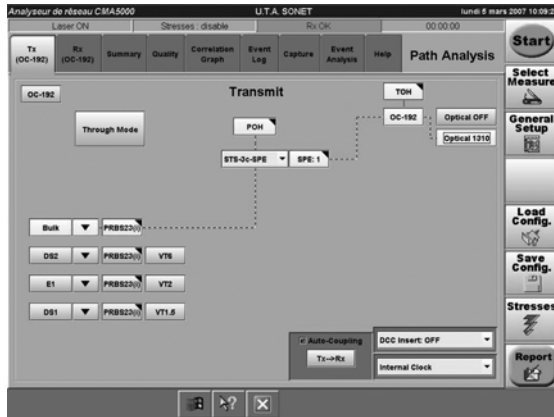 Analyseur de réseau CMA5000 U.T.A. SONET lundi 5 mars 2007 10:09:2
Laser ON Stresses : disable Rx OK 00:00:00
Tx (OC-192) Rx (OC-192) Summary Quality Correlation Graph Event Log Capture Event Analysis Help Path Analysis
Start
Select Measure
General Setup
Load Config.
Save Config.
Stresses
Report
OC-192 Transmit TOH
Through Mode POH OC-192 Optical OFF
Optical 1310
STS-3c-SPE SPE: 1
Bulk PRBS23(I)
DS2 PRBS23(I) VT6
E1 PRBS23(I) VT2
DS1 PRBS23(I) VT1.5
Auto-Coupling DCC Insert: OFF
Tx-->Rx Internal Clock